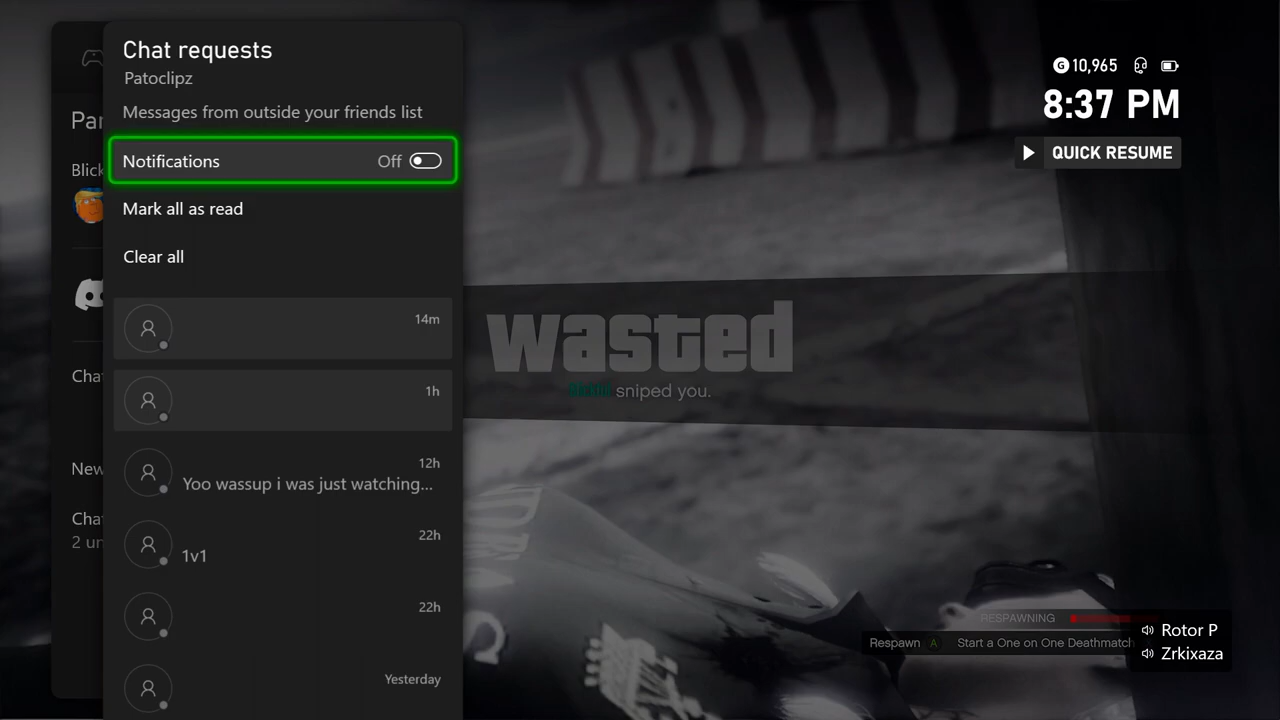 Chat requests
Patoclipz
Messages from outside your friends list
Notifications Off
Mark all as read
Clear all
14m
1h
12h
Yoo wassup i was just watching...
22h
1v1
22h
Yesterday
Par
Blick
Chat
New
Chat
2 un
G 10,965
8:37 PM
QUICK RESUME
wasted
sniped you.
RESPAWNING
Respawn A Start a One on One Deathmatch
Rotor P
Zrkixaza